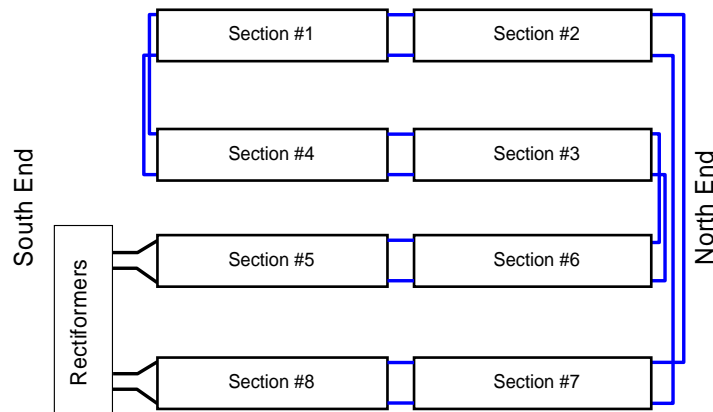 Section #1
Section #2
Section #4
Section #3
South End
North End
Section #5
Section #6
Rectiformers
Section #8
Section #7